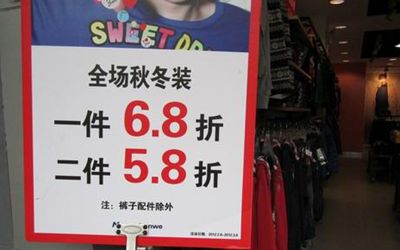 SWEET
全场秋冬装
一件 6.8 折
二件 5.8 折
注：裤子配件除外